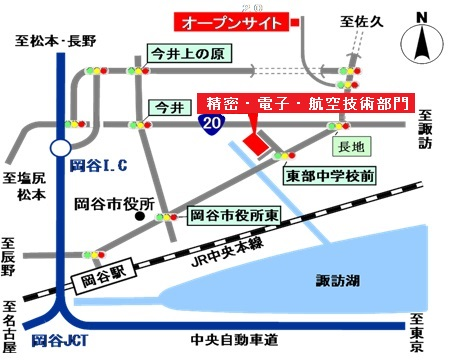 オープンサイト
至佐久
N
至松本・長野
今井上の原
精密・電子・航空技術部門
今井
20
至諏訪
長地
岡谷I.C
東部中学校前
至塩尻
松本
岡谷市役所
岡谷市役所東
至辰野
JR中央本線
岡谷駅
諏訪湖
至名古屋
岡谷JCT
中央自動車道
至東京